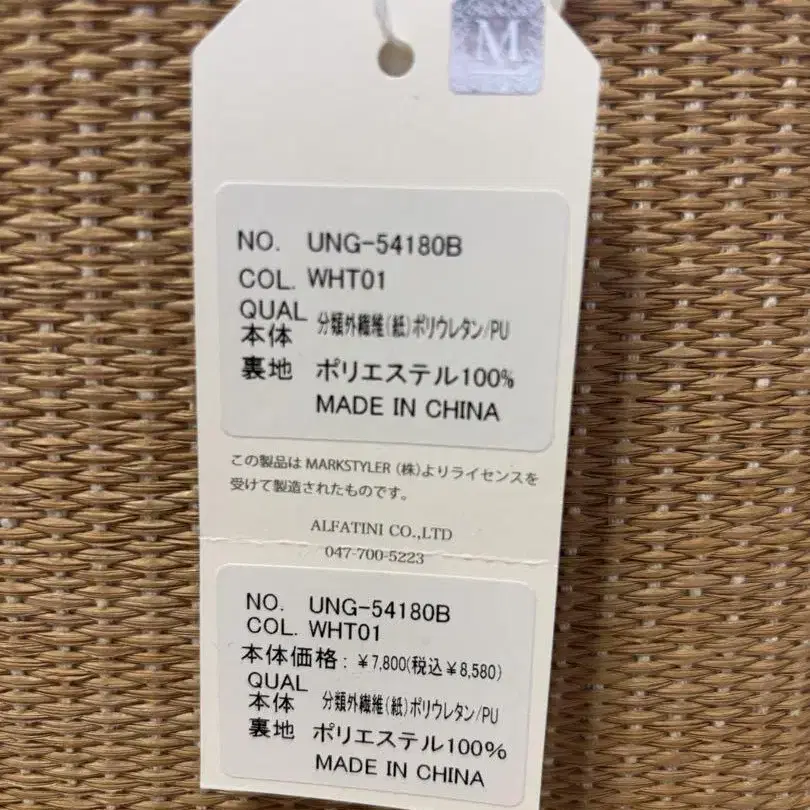 M
NO. UNG-54180B
COL. WHT01
QUAL
本体 分類外繊維(紙)ポリウレタン/PU
裏地 ポリエステル100%
MADE IN CHINA
この製品は MARKSTYLER (株)よりライセンスを
受けて製造されたものです。
ALFATINI CO.,LTD
047-700-5223
NO. UNG-54180B
COL. WHT01
本体価格: ¥7,800(税込¥8,580)
QUAL
本体 分類外繊維(紙)ポリウレタン/PU
裏地 ポリエステル100%
MADE IN CHINA